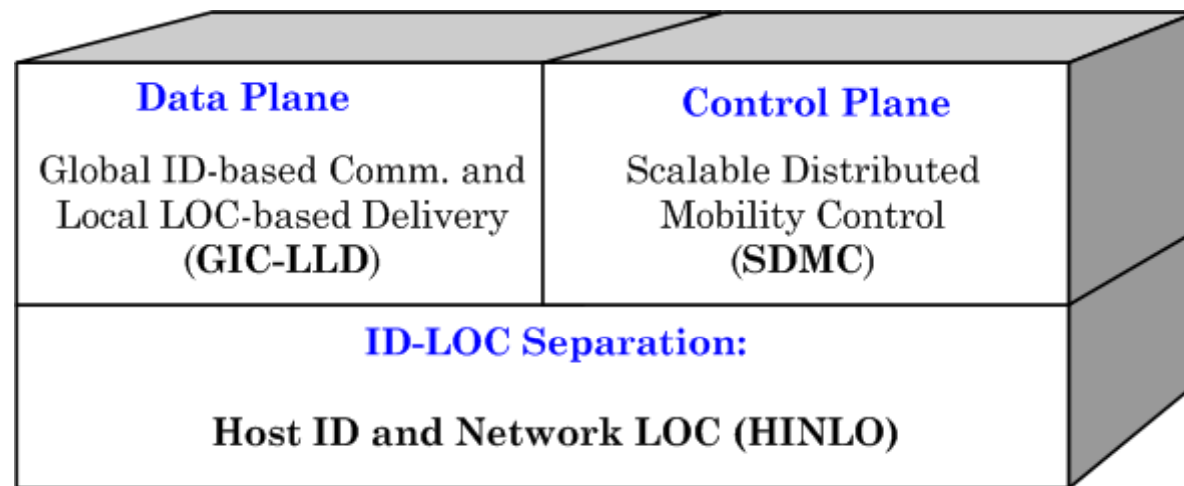 Data Plane
Global ID-based Comm. and
Local LOC-based Delivery
(GIC-LLD)
Control Plane
Scalable Distributed
Mobility Control
(SDMC)
ID-LOC Separation:
Host ID and Network LOC (HINLO)